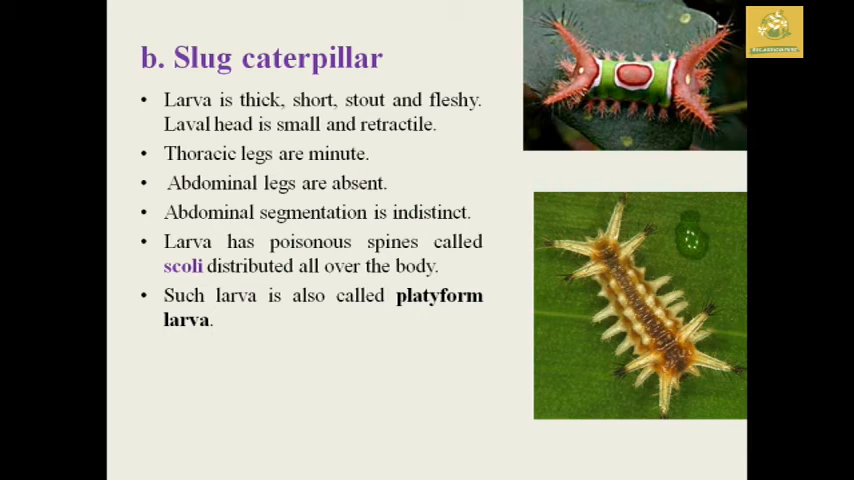 b. Slug caterpillar
• Larva is thick, short, stout and fleshy.
Laval head is small and retractile.
• Thoracic legs are minute.
• Abdominal legs are absent.
• Abdominal segmentation is indistinct.
• Larva has poisonous spines called
scoli distributed all over the body.
• Such larva is also called platyform
larva.